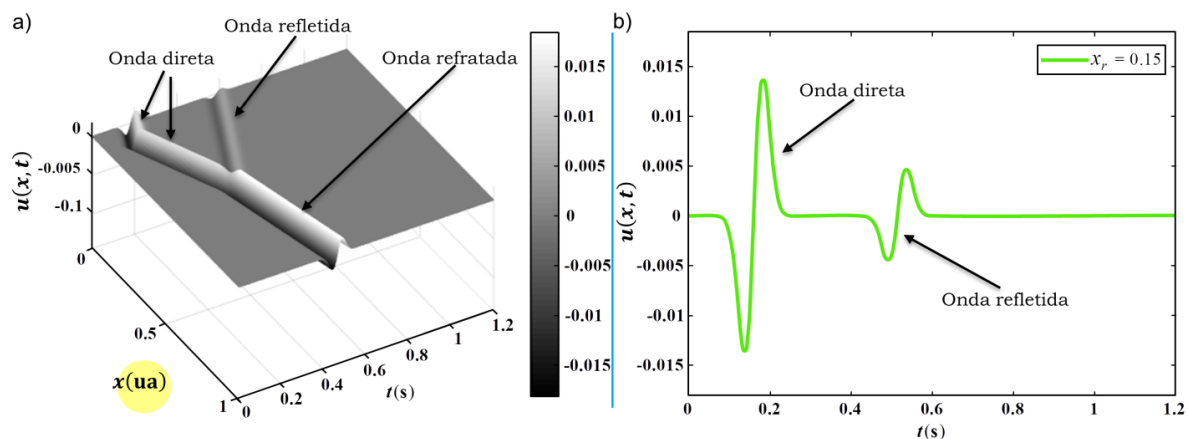 a)
Onda refletida
Onda direta
Onda refratada
u(x,t)
0
-0.005
-0.1
0
0.5
1
x(ua)
0
0.2
0.4
0.6
0.8
1
1.2
t(s)
0.015
0.01
0.005
0
-0.005
-0.01
-0.015
b)
u(x,t)
0.015
0.01
0.005
0
-0.005
-0.01
-0.015
x_r = 0.15
Onda direta
Onda refletida
0
0.2
0.4
0.6
0.8
1
1.2
t(s)